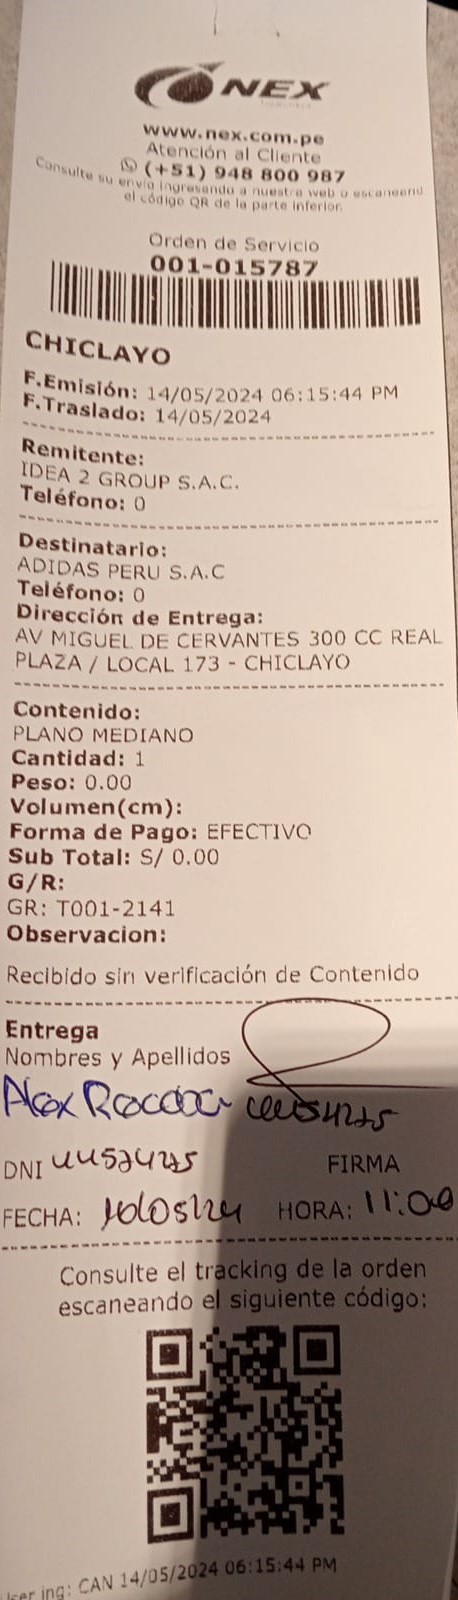 NEX
www.nex.com.pe
Atención al Cliente
(+51) 948 800 987
Consulte su envío ingresando a nuestra web o escaneand
el código QR de la parte inferior.
Orden de Servicio
001-015787
CHICLAYO
F.Emisión: 14/05/2024 06:15:44 PM
F.Traslado: 14/05/2024
Remitente:
IDEA 2 GROUP S.A.C.
Teléfono: 0
Destinatario:
ADIDAS PERU S.A.C
Teléfono: 0
Dirección de Entrega:
AV MIGUEL DE CERVANTES 300 CC REAL
PLAZA / LOCAL 173 - CHICLAYO
Contenido:
PLANO MEDIANO
Cantidad: 1
Peso: 0.00
Volumen(cm):
Forma de Pago: EFECTIVO
Sub Total: S/ 0.00
G/R:
GR: T001-2141
Observacion:
Recibido sin verificación de Contenido
Entrega
Nombres y Apellidos
Alex
DNI
FIRMA
FECHA: HORA: 11:00
Consulte el tracking de la orden
escaneando el siguiente código:
ing: CAN 14/05/2024 06:15:44 PM